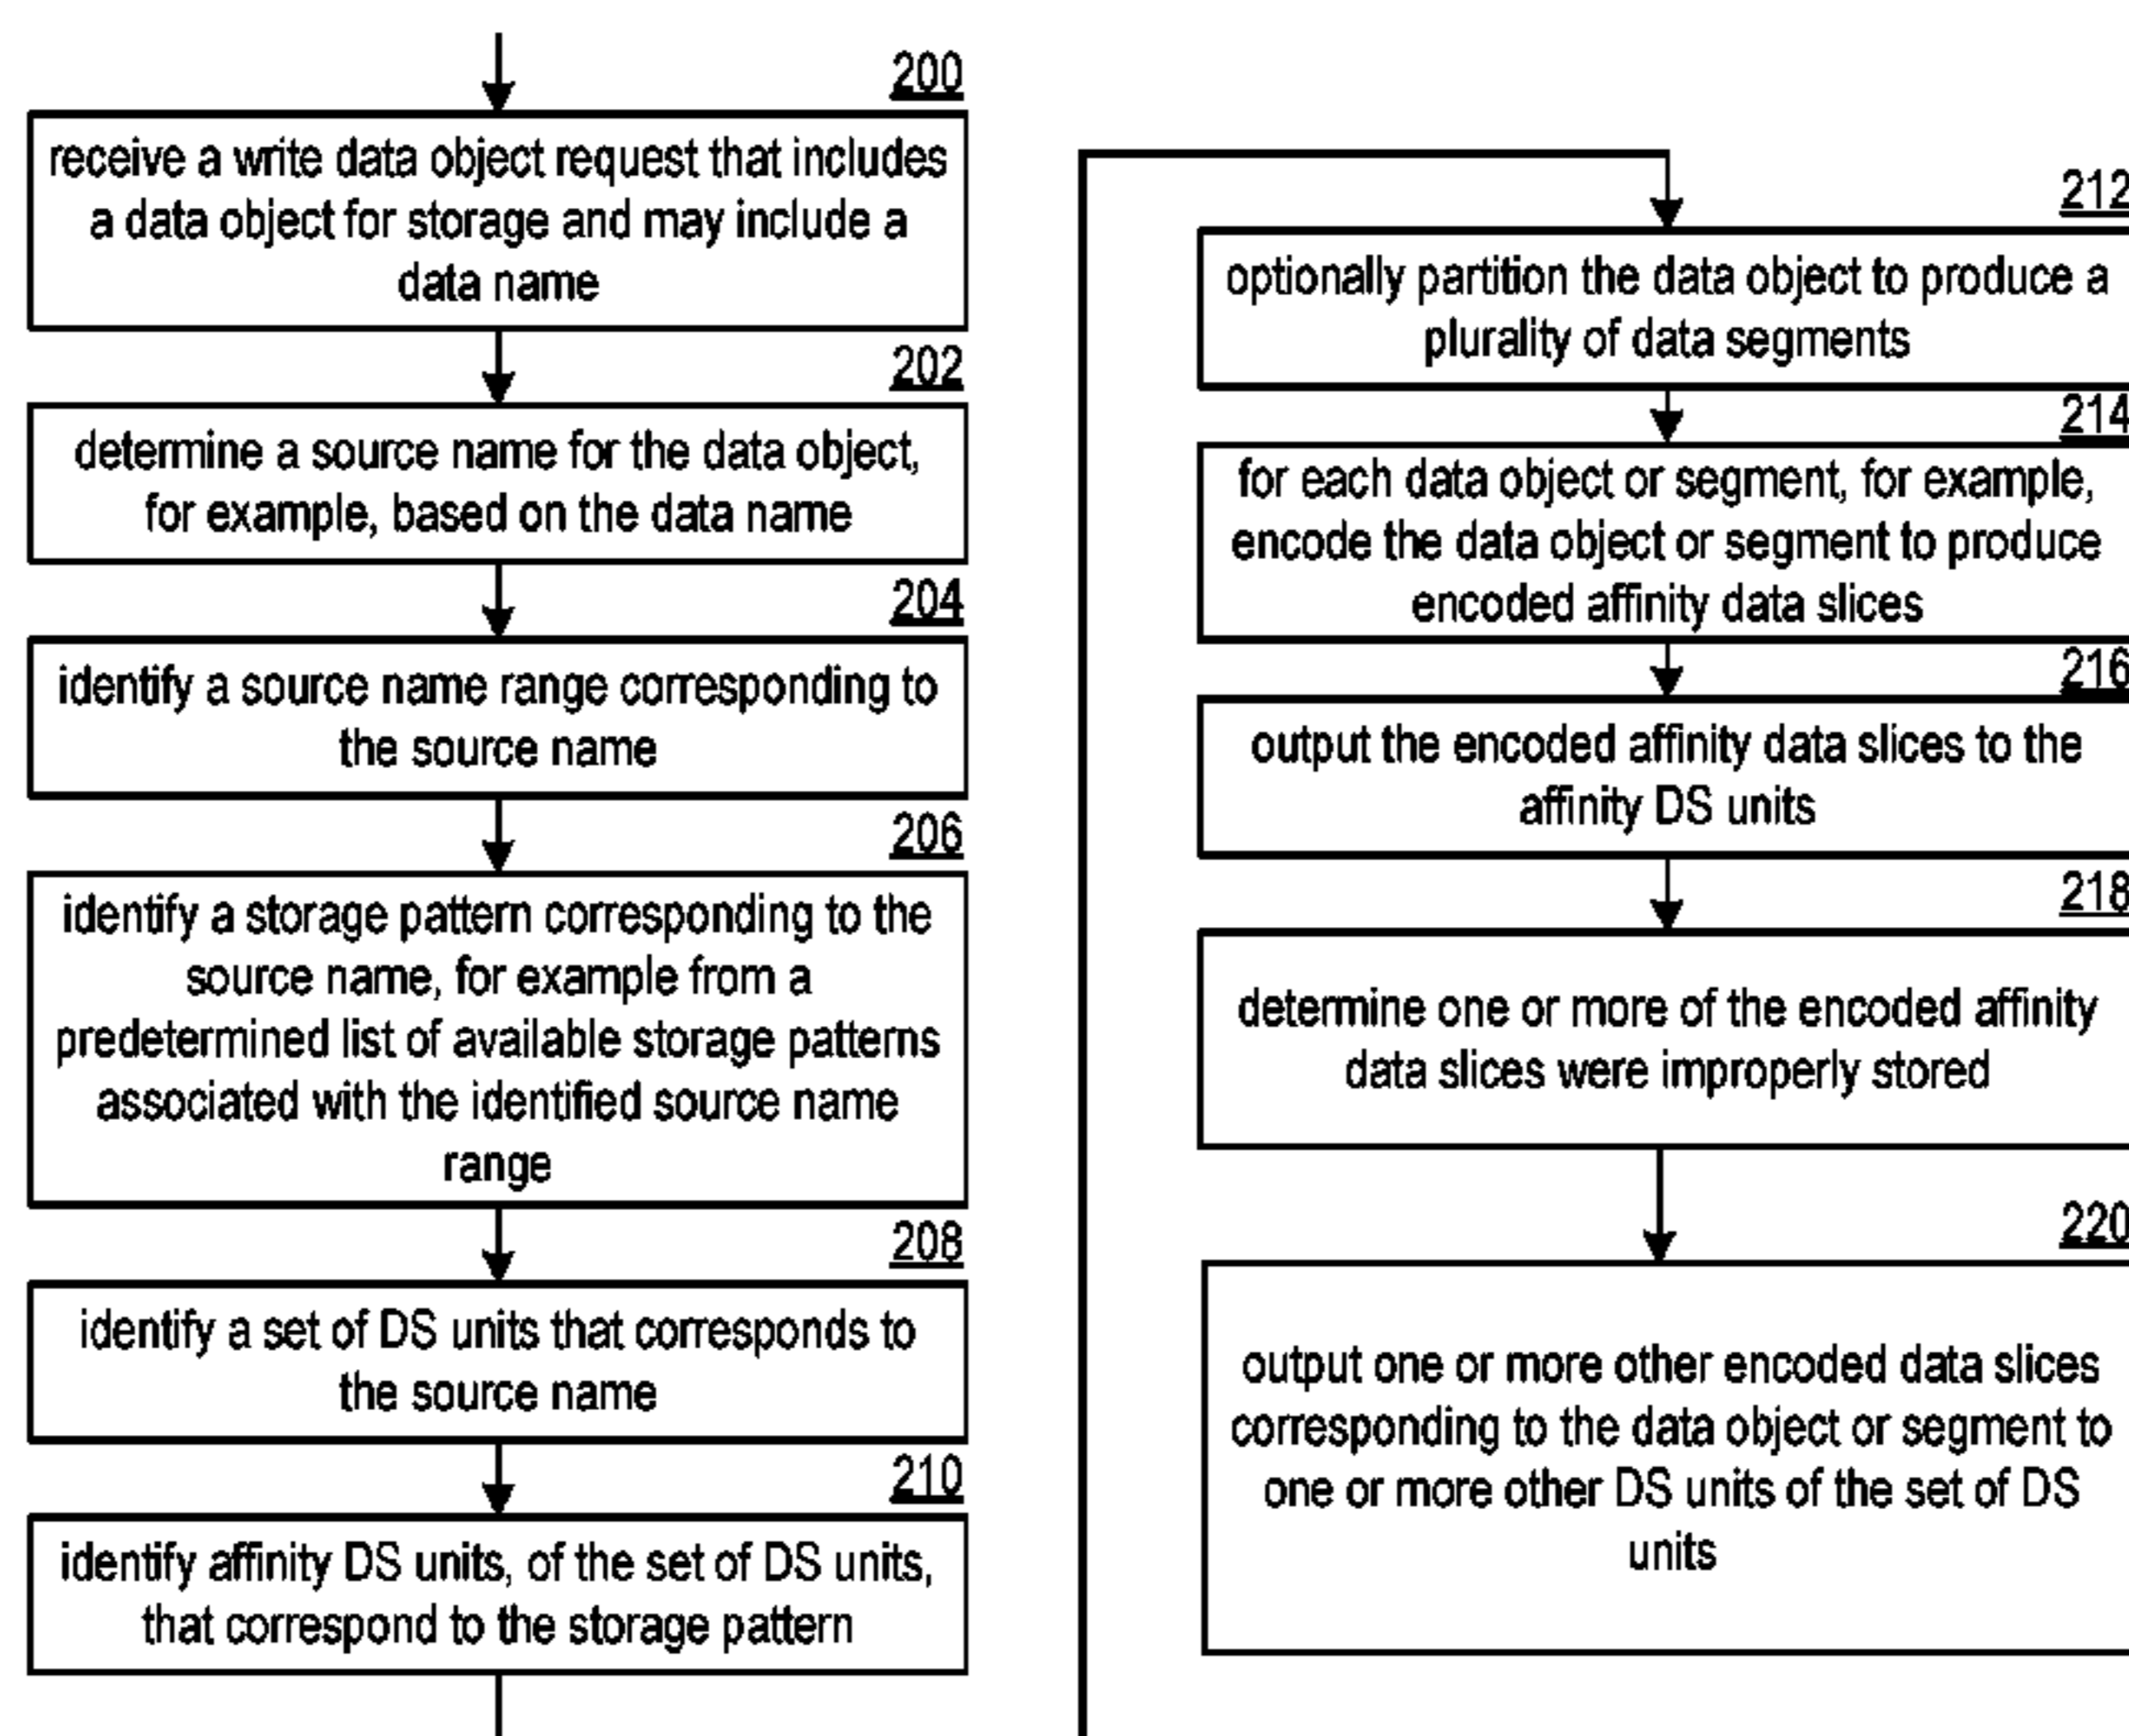 200
receive a write data object request that includes
a data object for storage and may include a
data name
202
determine a source name for the data object,
for example, based on the data name
204
identify a source name range corresponding to
the source name
206
identify a storage pattern corresponding to the
source name, for example from a
predetermined list of available storage patterns
associated with the identified source name
range
208
identify a set of DS units that corresponds to
the source name
210
identify affinity DS units, of the set of DS units,
that correspond to the storage pattern
212
optionally partition the data object to produce a
plurality of data segments
214
for each data object or segment, for example,
encode the data object or segment to produce
encoded affinity data slices
216
output the encoded affinity data slices to the
affinity DS units
218
determine one or more of the encoded affinity
data slices were improperly stored
220
output one or more other encoded data slices
corresponding to the data object or segment to
one or more other DS units of the set of DS
units